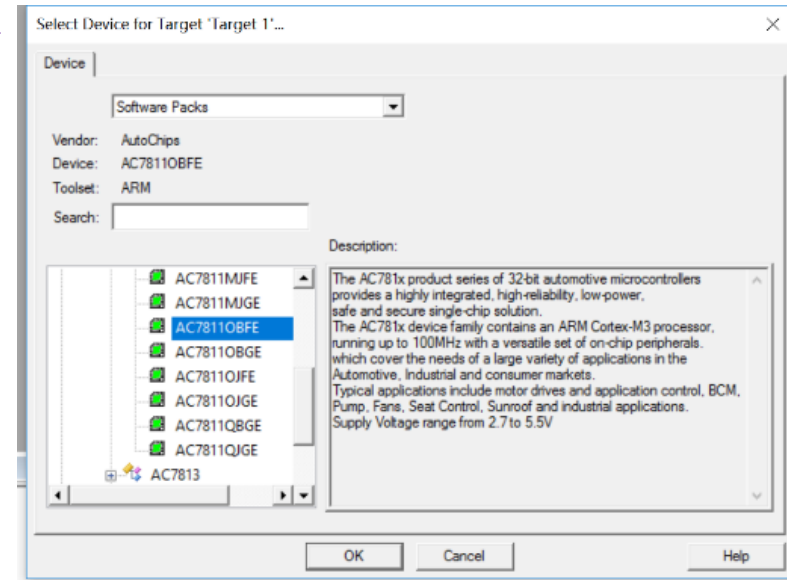 Select Device for Target 'Target 1'...
Device
Software Packs
Vendor: AutoChips
Device: AC7811OBFE
Toolset: ARM
Search:
Description:
AC7811MJFE
AC7811MJGE
AC7811OBFE
AC7811OBGE
AC7811OJFE
AC7811OJGE
AC7811QBGE
AC7811QJGE
AC7813
The AC781x product series of 32-bit automotive microcontrollers
provides a highly integrated, high-reliability, low-power,
safe and secure single-chip solution.
The AC781x device family contains an ARM Cortex-M3 processor,
running up to 100MHz with a versatile set of on-chip peripherals.
which cover the needs of a large variety of applications in the
Automotive, Industrial and consumer markets.
Typical applications include motor drives and application control, BCM,
Pump, Fans, Seat Control, Sunroof and industrial applications.
Supply Voltage range from 2.7 to 5.5V
OK
Cancel
Help